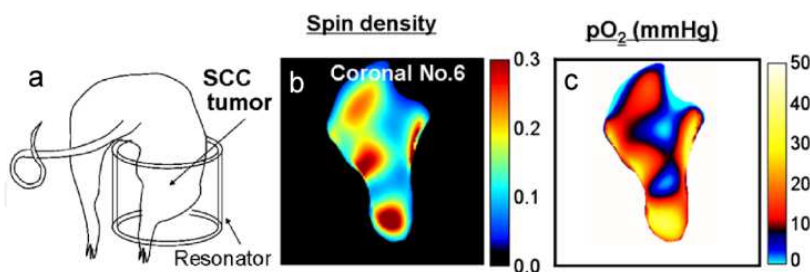 Spin density
pO₂ (mmHg)
a
SCC
tumor
Resonator
b
Coronal No.6
0.3
0.2
0.1
0.0
c
50
40
30
20
10
0